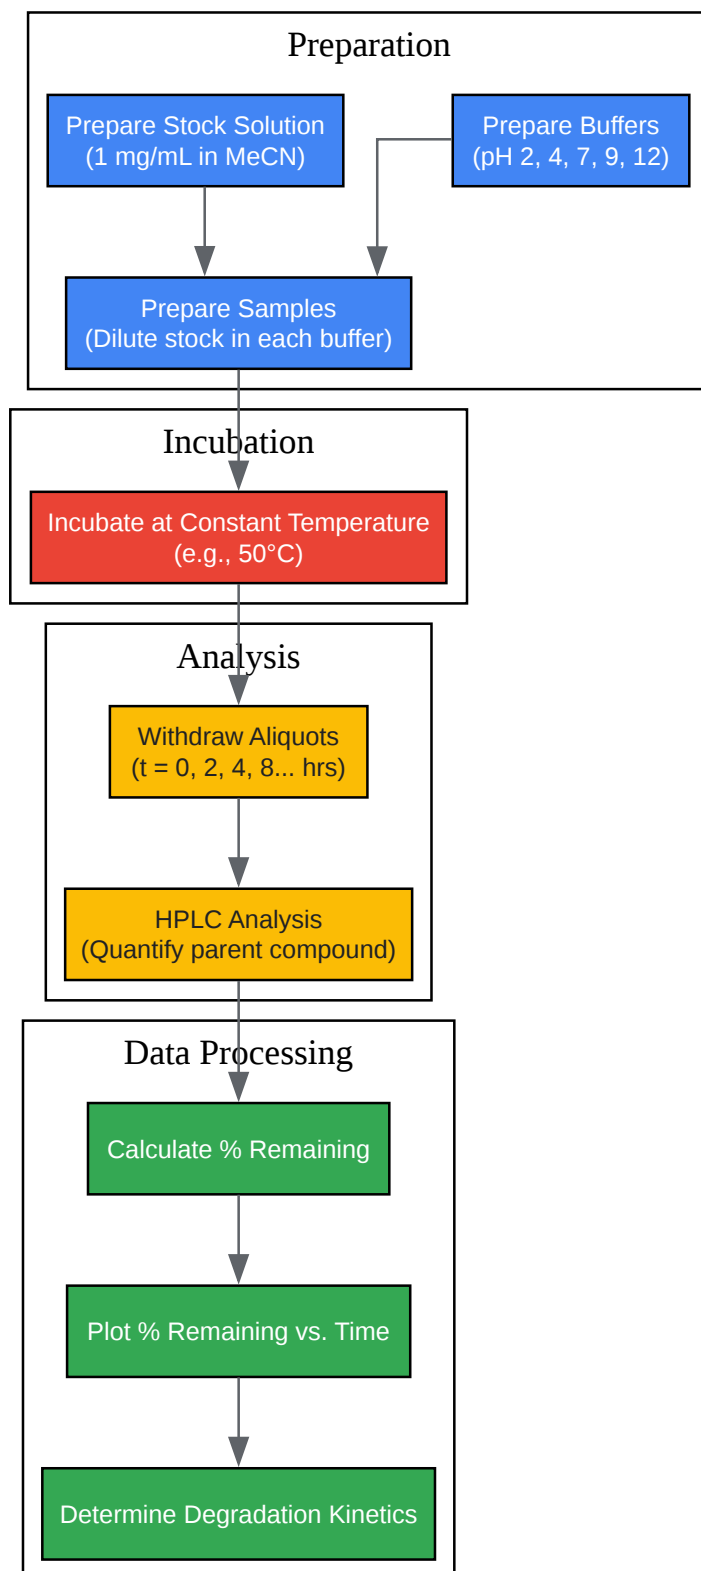 Preparation
Prepare Stock Solution
(1 mg/mL in MeCN)
Prepare Buffers
(pH 2, 4, 7, 9, 12)
Prepare Samples
(Dilute stock in each buffer)
Incubation
Incubate at Constant Temperature
(e.g., 50°C)
Analysis
Withdraw Aliquots
(t = 0, 2, 4, 8... hrs)
HPLC Analysis
(Quantify parent compound)
Data Processing
Calculate % Remaining
Plot % Remaining vs. Time
Determine Degradation Kinetics